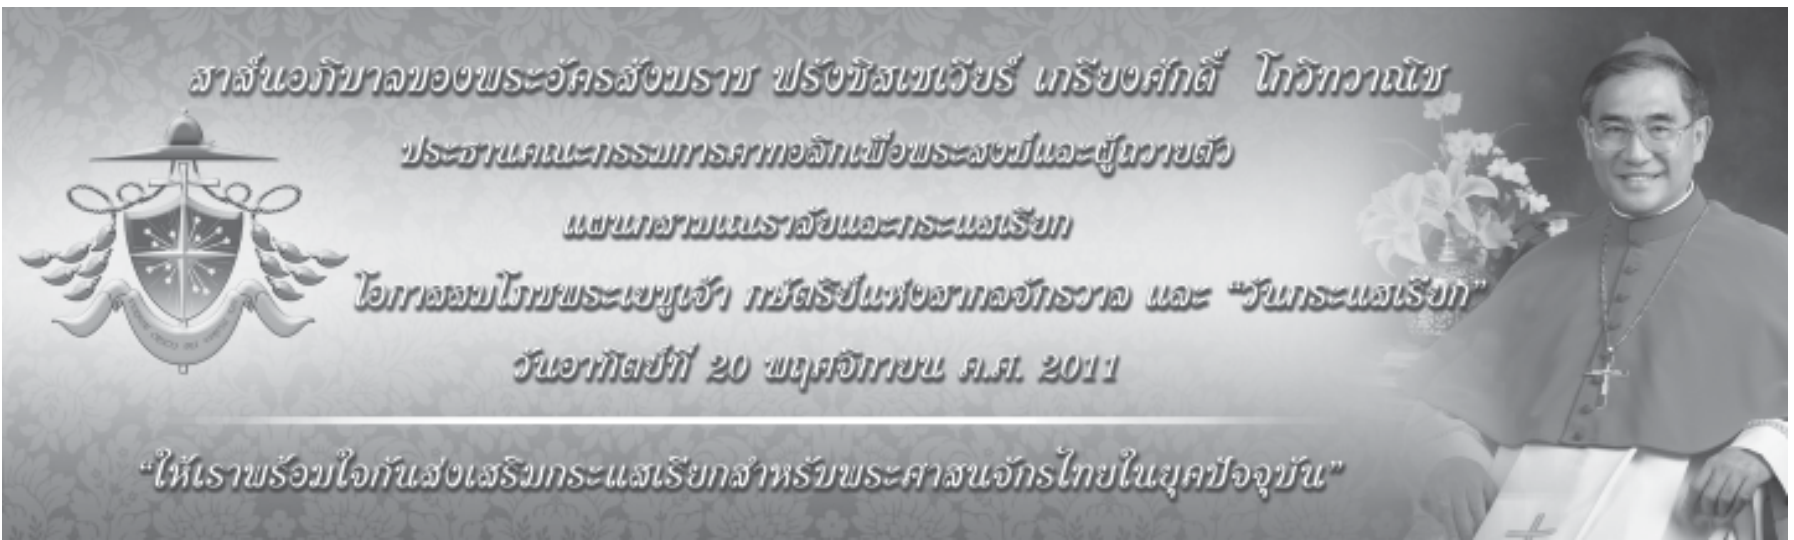 สาส์นอภิบาลของพระอัครสังฆราช ฟรังซิสเซเวียร์ เกรียงศักดิ์ โกวิทวาณิช
ประธานคณะกรรมการคาทอลิกเพื่อพระสงฆ์และผู้ถวายตัว
แผนกสามเณราลัยและกระแสเรียก
โอกาสสมโภชพระเยซูเจ้า กษัตริย์แห่งสากลจักรวาล และ “วันกระแสเรียก”
วันอาทิตย์ที่ 20 พฤศจิกายน ค.ศ. 2011
“ให้เราพร้อมใจกันส่งเสริมกระแสเรียกสำหรับพระศาสนจักรไทยในยุคปัจจุบัน”